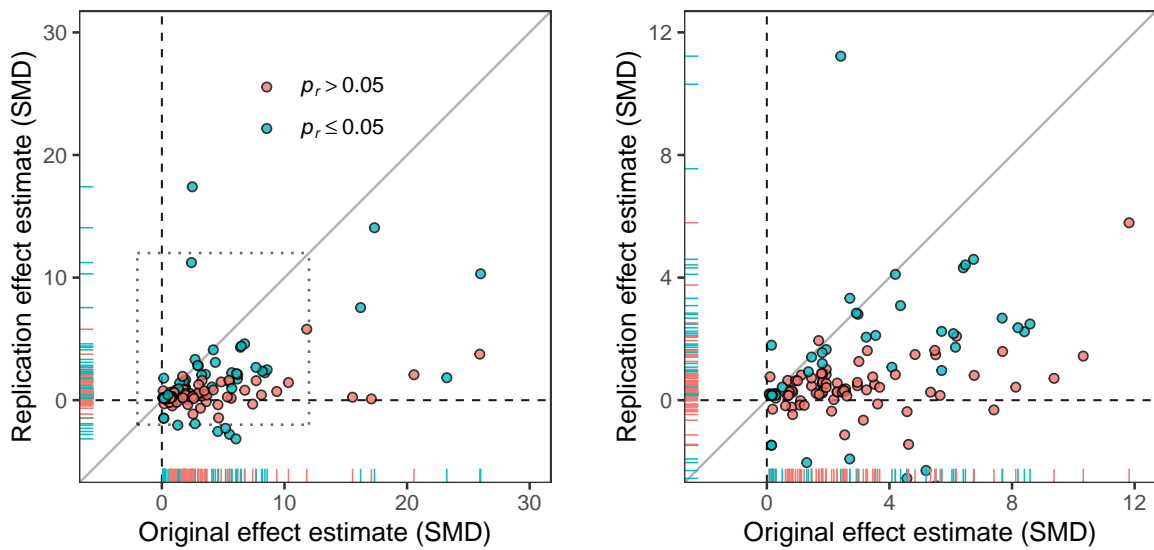 Replication effect estimate (SMD)
30
20
10
0
p_r > 0.05
p_r ≤ 0.05
0 10 20 30
Original effect estimate (SMD)
Replication effect estimate (SMD)
12
8
4
0
0 4 8 12
Original effect estimate (SMD)